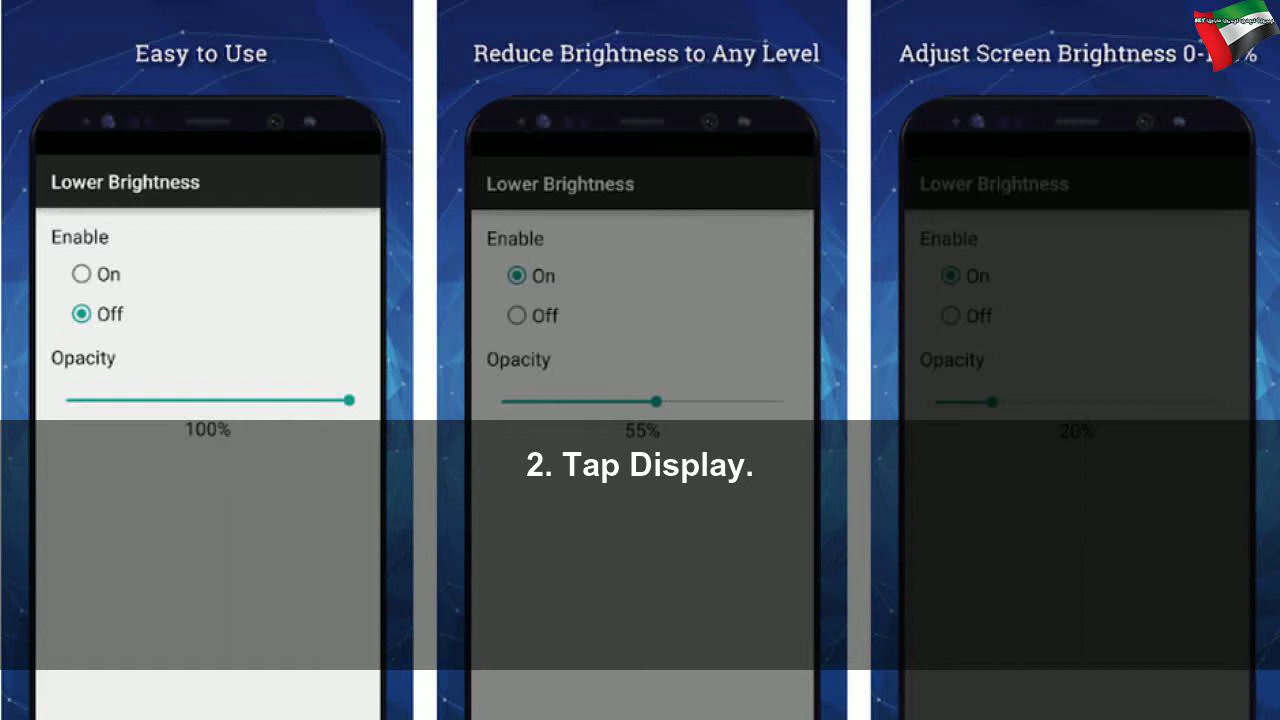 Easy to Use
Lower Brightness
Enable
On
Off
Opacity
100%
Reduce Brightness to Any Level
Lower Brightness
Enable
On
Off
Opacity
55%
Adjust Screen Brightness 0-1
%
Lower Brightness
Enable
On
Off
Opacity
20%
2. Tap Display.